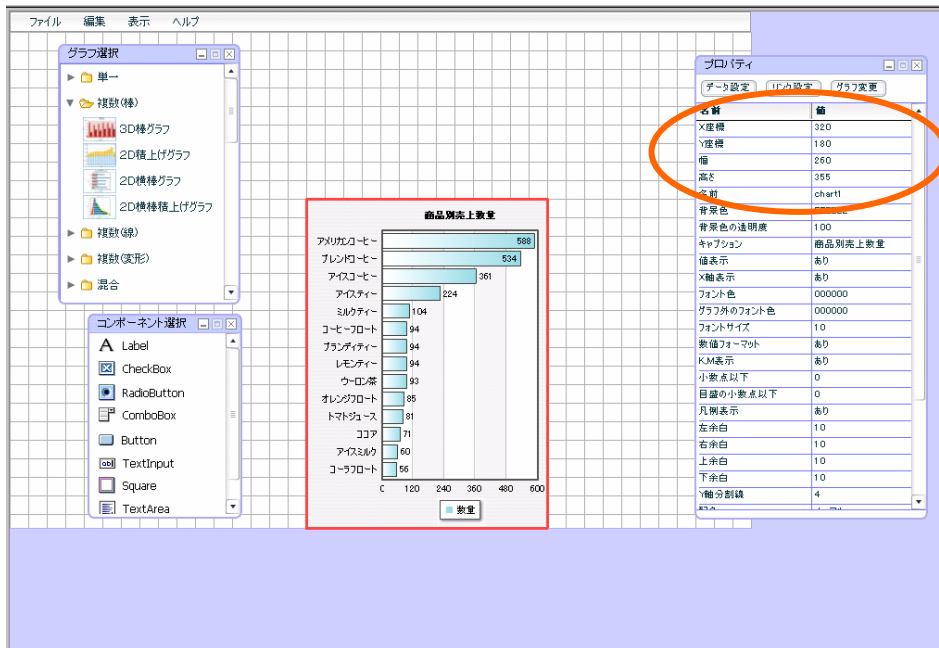 ファイル 編集 表示 ヘルプ
グラフ選択
単一
複数(棒)
3D棒グラフ
2D積上げグラフ
2D横棒グラフ
2D横棒積上げグラフ
複数(線)
複数(変形)
混合
コンポーネント選択
A Label
CheckBox
RadioButton
ComboBox
Button
abl TextInput
Square
TextArea
商品別売上数量
アメリカンコーヒー 588
ブレンドコーヒー 534
アイスコーヒー 361
アイスティー 224
ミルクティー 104
コーヒーフロート 94
ブランディティー 94
レモンティー 94
ウーロン茶 93
オレンジフロート 85
トマトジュース 81
ココア 71
アイスミルク 60
コーラフロート 56
120 240 360 480 600
数量
プロパティ
データ設定 リンク設定 グラフ変更
名前 値
X座標 320
Y座標 180
幅 260
高さ 355
名前 chart1
背景色
背景色の透明度 100
キャプション 商品別売上数量
値表示 あり
X軸表示 あり
フォント色 000000
グラフ外のフォント色 000000
フォントサイズ 10
数値フォーマット あり
K,M表示 あり
小数点以下 0
目盛の小数点以下 0
凡例表示 あり
左余白 10
右余白 10
上余白 10
下余白 10
Y軸分割線 4